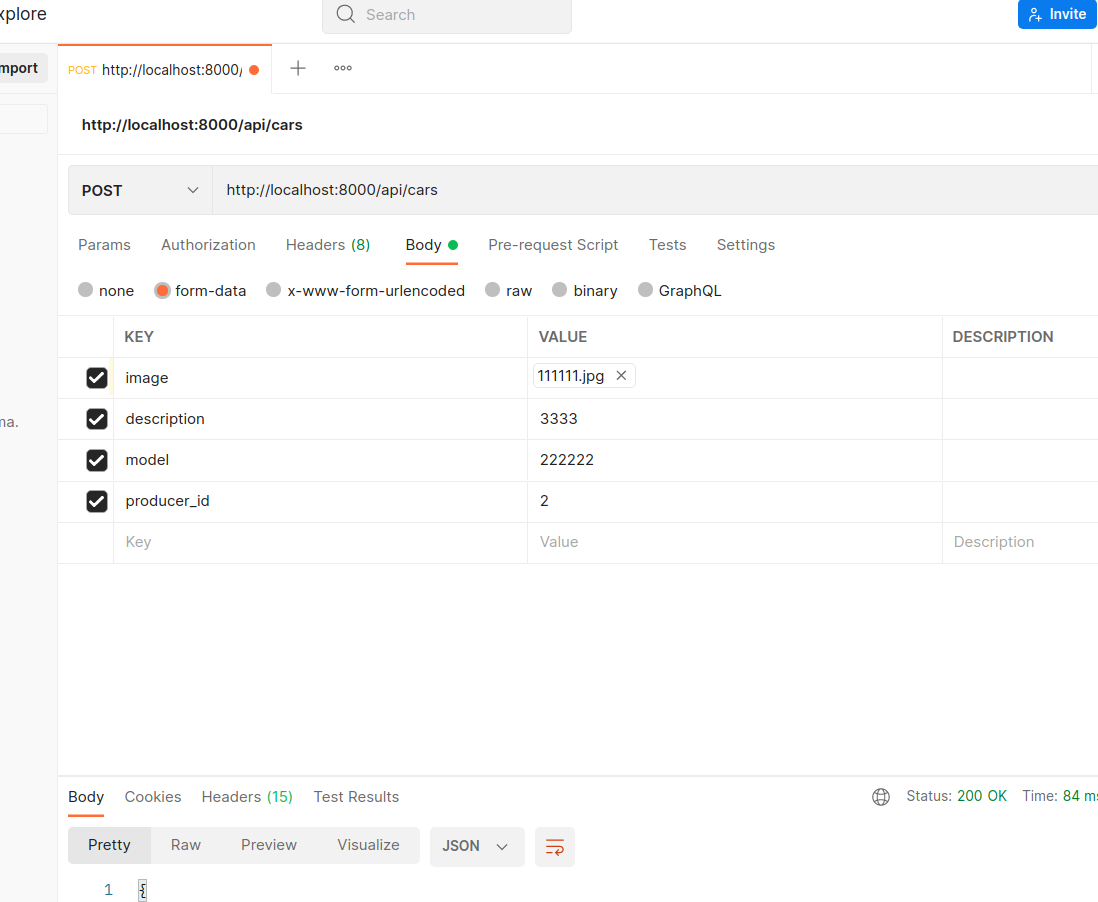 xplore
Search
Invite
mport
POST http://localhost:8000/
http://localhost:8000/api/cars
POST
http://localhost:8000/api/cars
Params Authorization Headers (8) Body Pre-request Script Tests Settings
none form-data x-www-form-urlencoded raw binary GraphQL
KEY VALUE DESCRIPTION
image 111111.jpg
description 3333
ma.
model 222222
producer_id 2
Key Value Description
Body Cookies Headers (15) Test Results Status: 200 OK Time: 84 ms
Pretty Raw Preview Visualize JSON
1 {